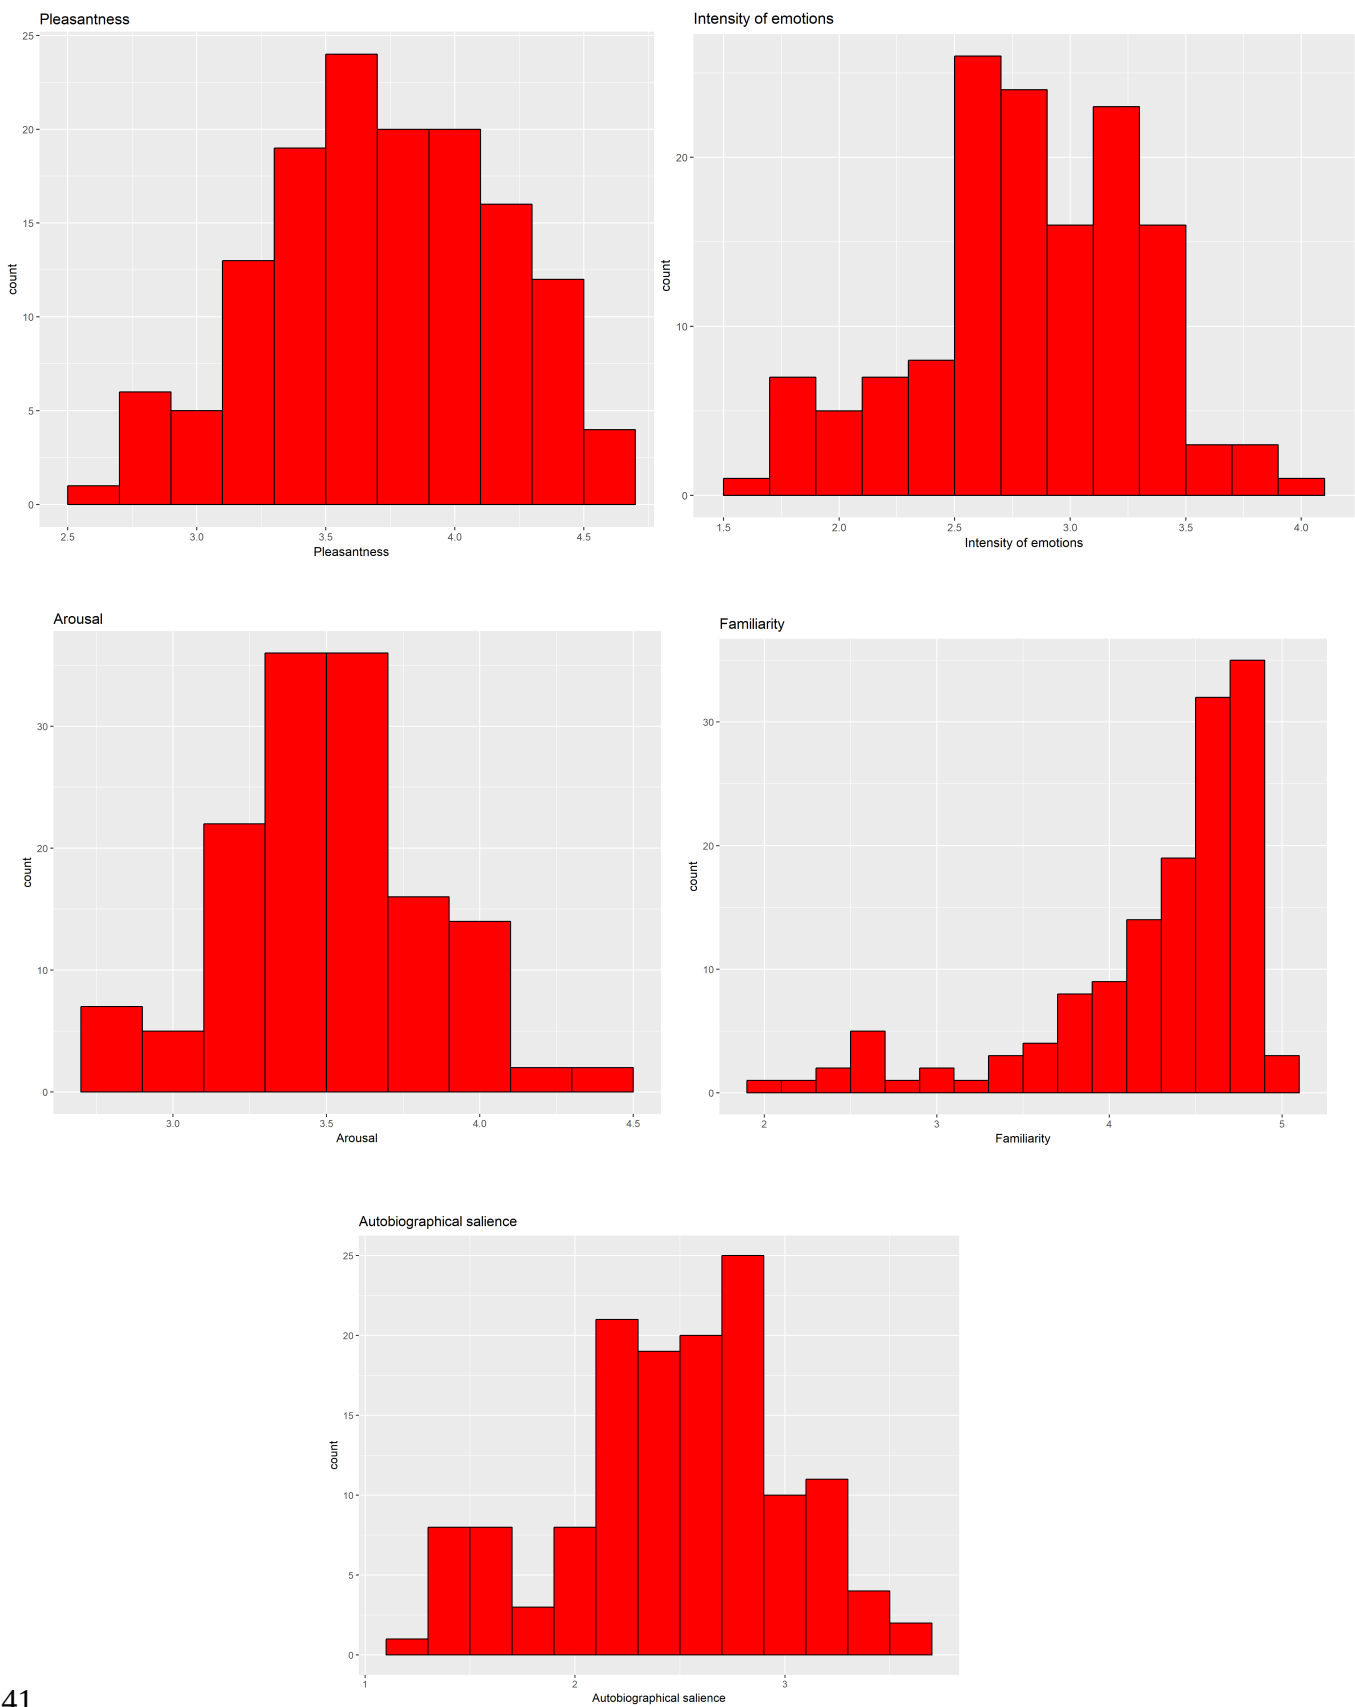 Pleasantness
25
20
15
10
5
0
count
2.5 3.0 3.5 4.0 4.5
Pleasantness
Intensity of emotions
20
10
0
count
1.5 2.0 2.5 3.0 3.5 4.0
Intensity of emotions
Arousal
30
20
10
0
count
3.0 3.5 4.0 4.5
Arousal
Familiarity
30
20
10
0
count
2 3 4 5
Familiarity
Autobiographical salience
25
20
15
10
5
0
count
1 2 3
Autobiographical salience
41